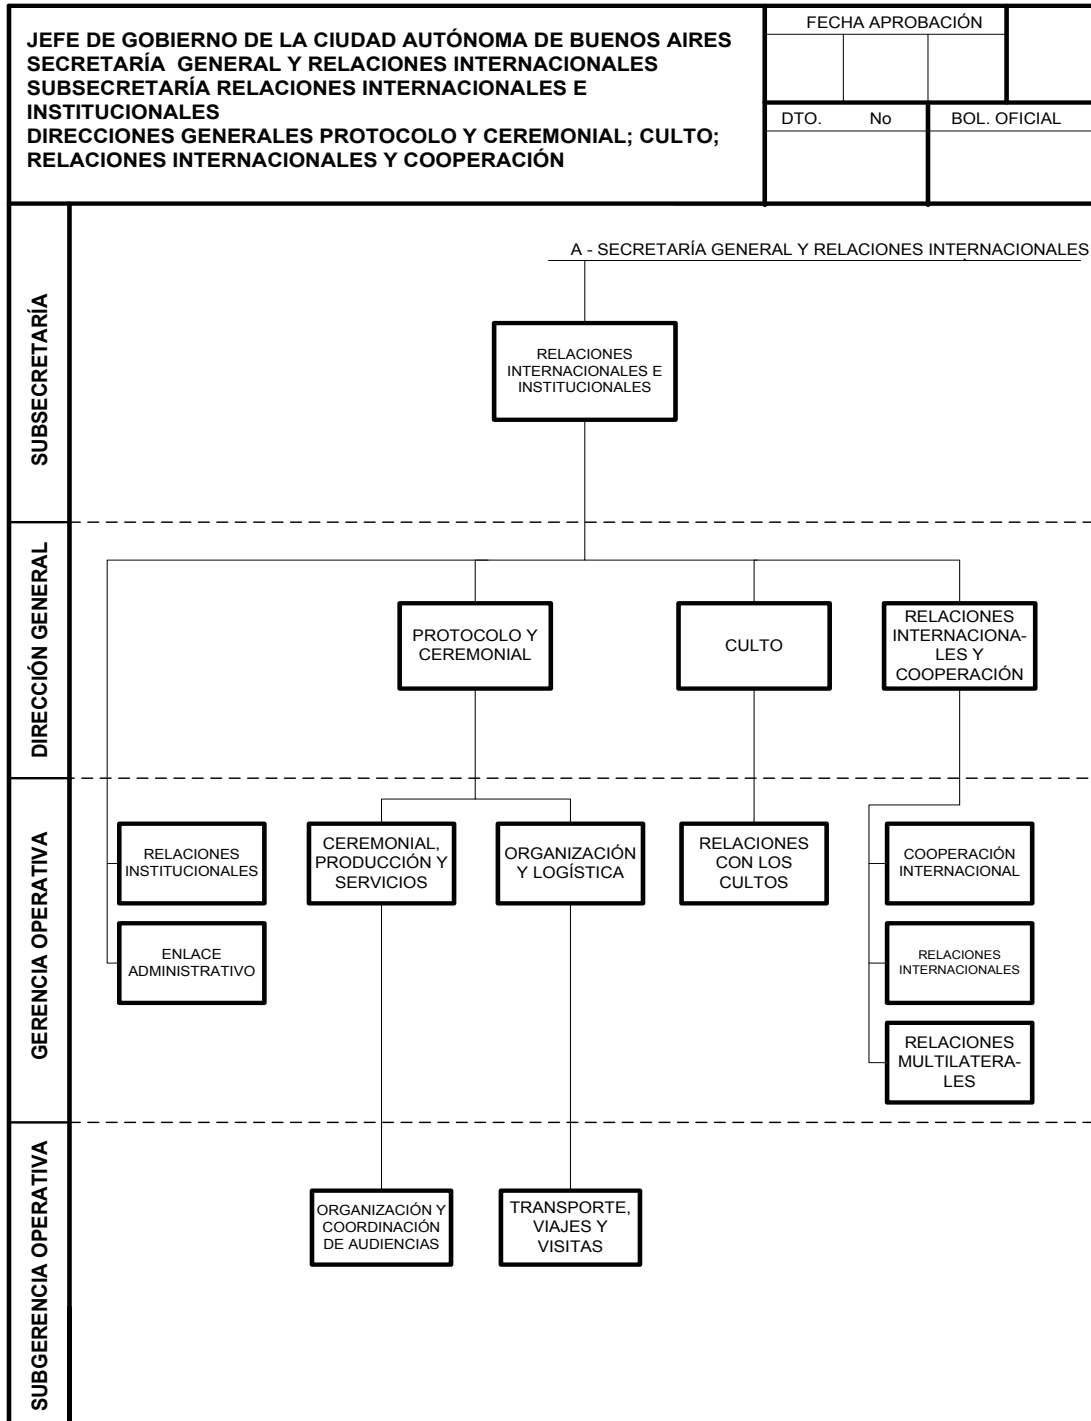 JEFE DE GOBIERNO DE LA CIUDAD AUTÓNOMA DE BUENOS AIRES
SECRETARÍA GENERAL Y RELACIONES INTERNACIONALES
SUBSECRETARÍA RELACIONES INTERNACIONALES E
INSTITUCIONALES
DIRECCIONES GENERALES PROTOCOLO Y CEREMONIAL; CULTO;
RELACIONES INTERNACIONALES Y COOPERACIÓN
FECHA APROBACIÓN
DTO. No
BOL. OFICIAL
A - SECRETARÍA GENERAL Y RELACIONES INTERNACIONALES
SUBSECRETARÍA
RELACIONES
INTERNACIONALES E
INSTITUCIONALES
DIRECCIÓN GENERAL
PROTOCOLO Y
CEREMONIAL
CULTO
RELACIONES
INTERNACIONA-
LES Y
COOPERACIÓN
GERENCIA OPERATIVA
RELACIONES
INSTITUCIONALES
CEREMONIAL,
PRODUCCIÓN Y
SERVICIOS
ORGANIZACIÓN
Y LOGÍSTICA
RELACIONES
CON LOS
CULTOS
COOPERACIÓN
INTERNACIONAL
ENLACE
ADMINISTRATIVO
RELACIONES
INTERNACIONALES
RELACIONES
MULTILATERA-
LES
SUBGERENCIA OPERATIVA
ORGANIZACIÓN Y
COORDINACIÓN
DE AUDIENCIAS
TRANSPORTE,
VIAJES Y
VISITAS